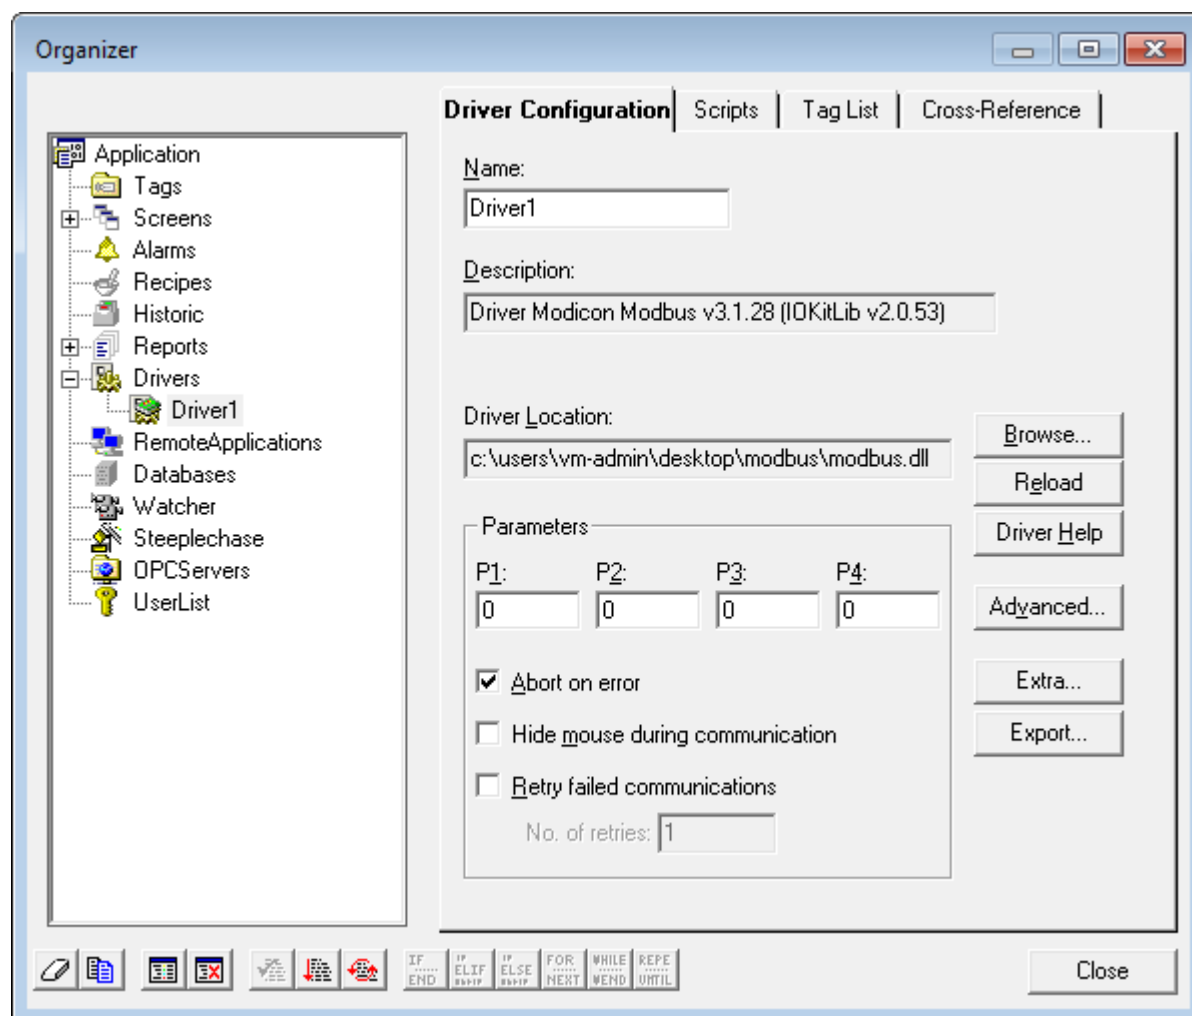 Organizer
Driver Configuration Scripts Tag List Cross-Reference
Application
Tags
Screens
Alarms
Recipes
Historic
Reports
Drivers
Driver1
RemoteApplications
Databases
Watcher
Steeplechase
OPCServers
UserList
Name:
Driver1
Description:
Driver Modicon Modbus v3.1.28 (IOKitLib v2.0.53)
Driver Location:
c:\users\vm-admin\desktop\modbus\modbus.dll
Browse...
Reload
Driver Help
Advanced...
Extra...
Export...
Parameters
P1: P2: P3: P4:
0 0 0 0
Abort on error
Hide mouse during communication
Retry failed communications
No. of retries: 1
IF ELIF ELSE FOR WHILE REPE
END NEXT WEND UNTIL
Close